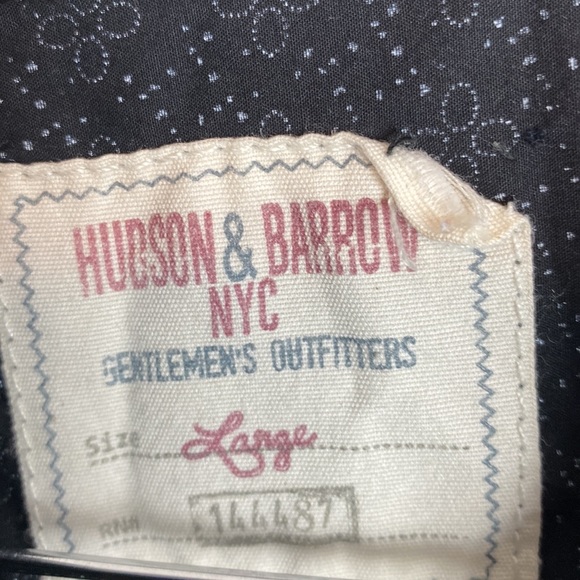 HUDSON & BARROW
NYC
GENTLEMEN'S OUTFITTERS
Size Large
RN# 144487